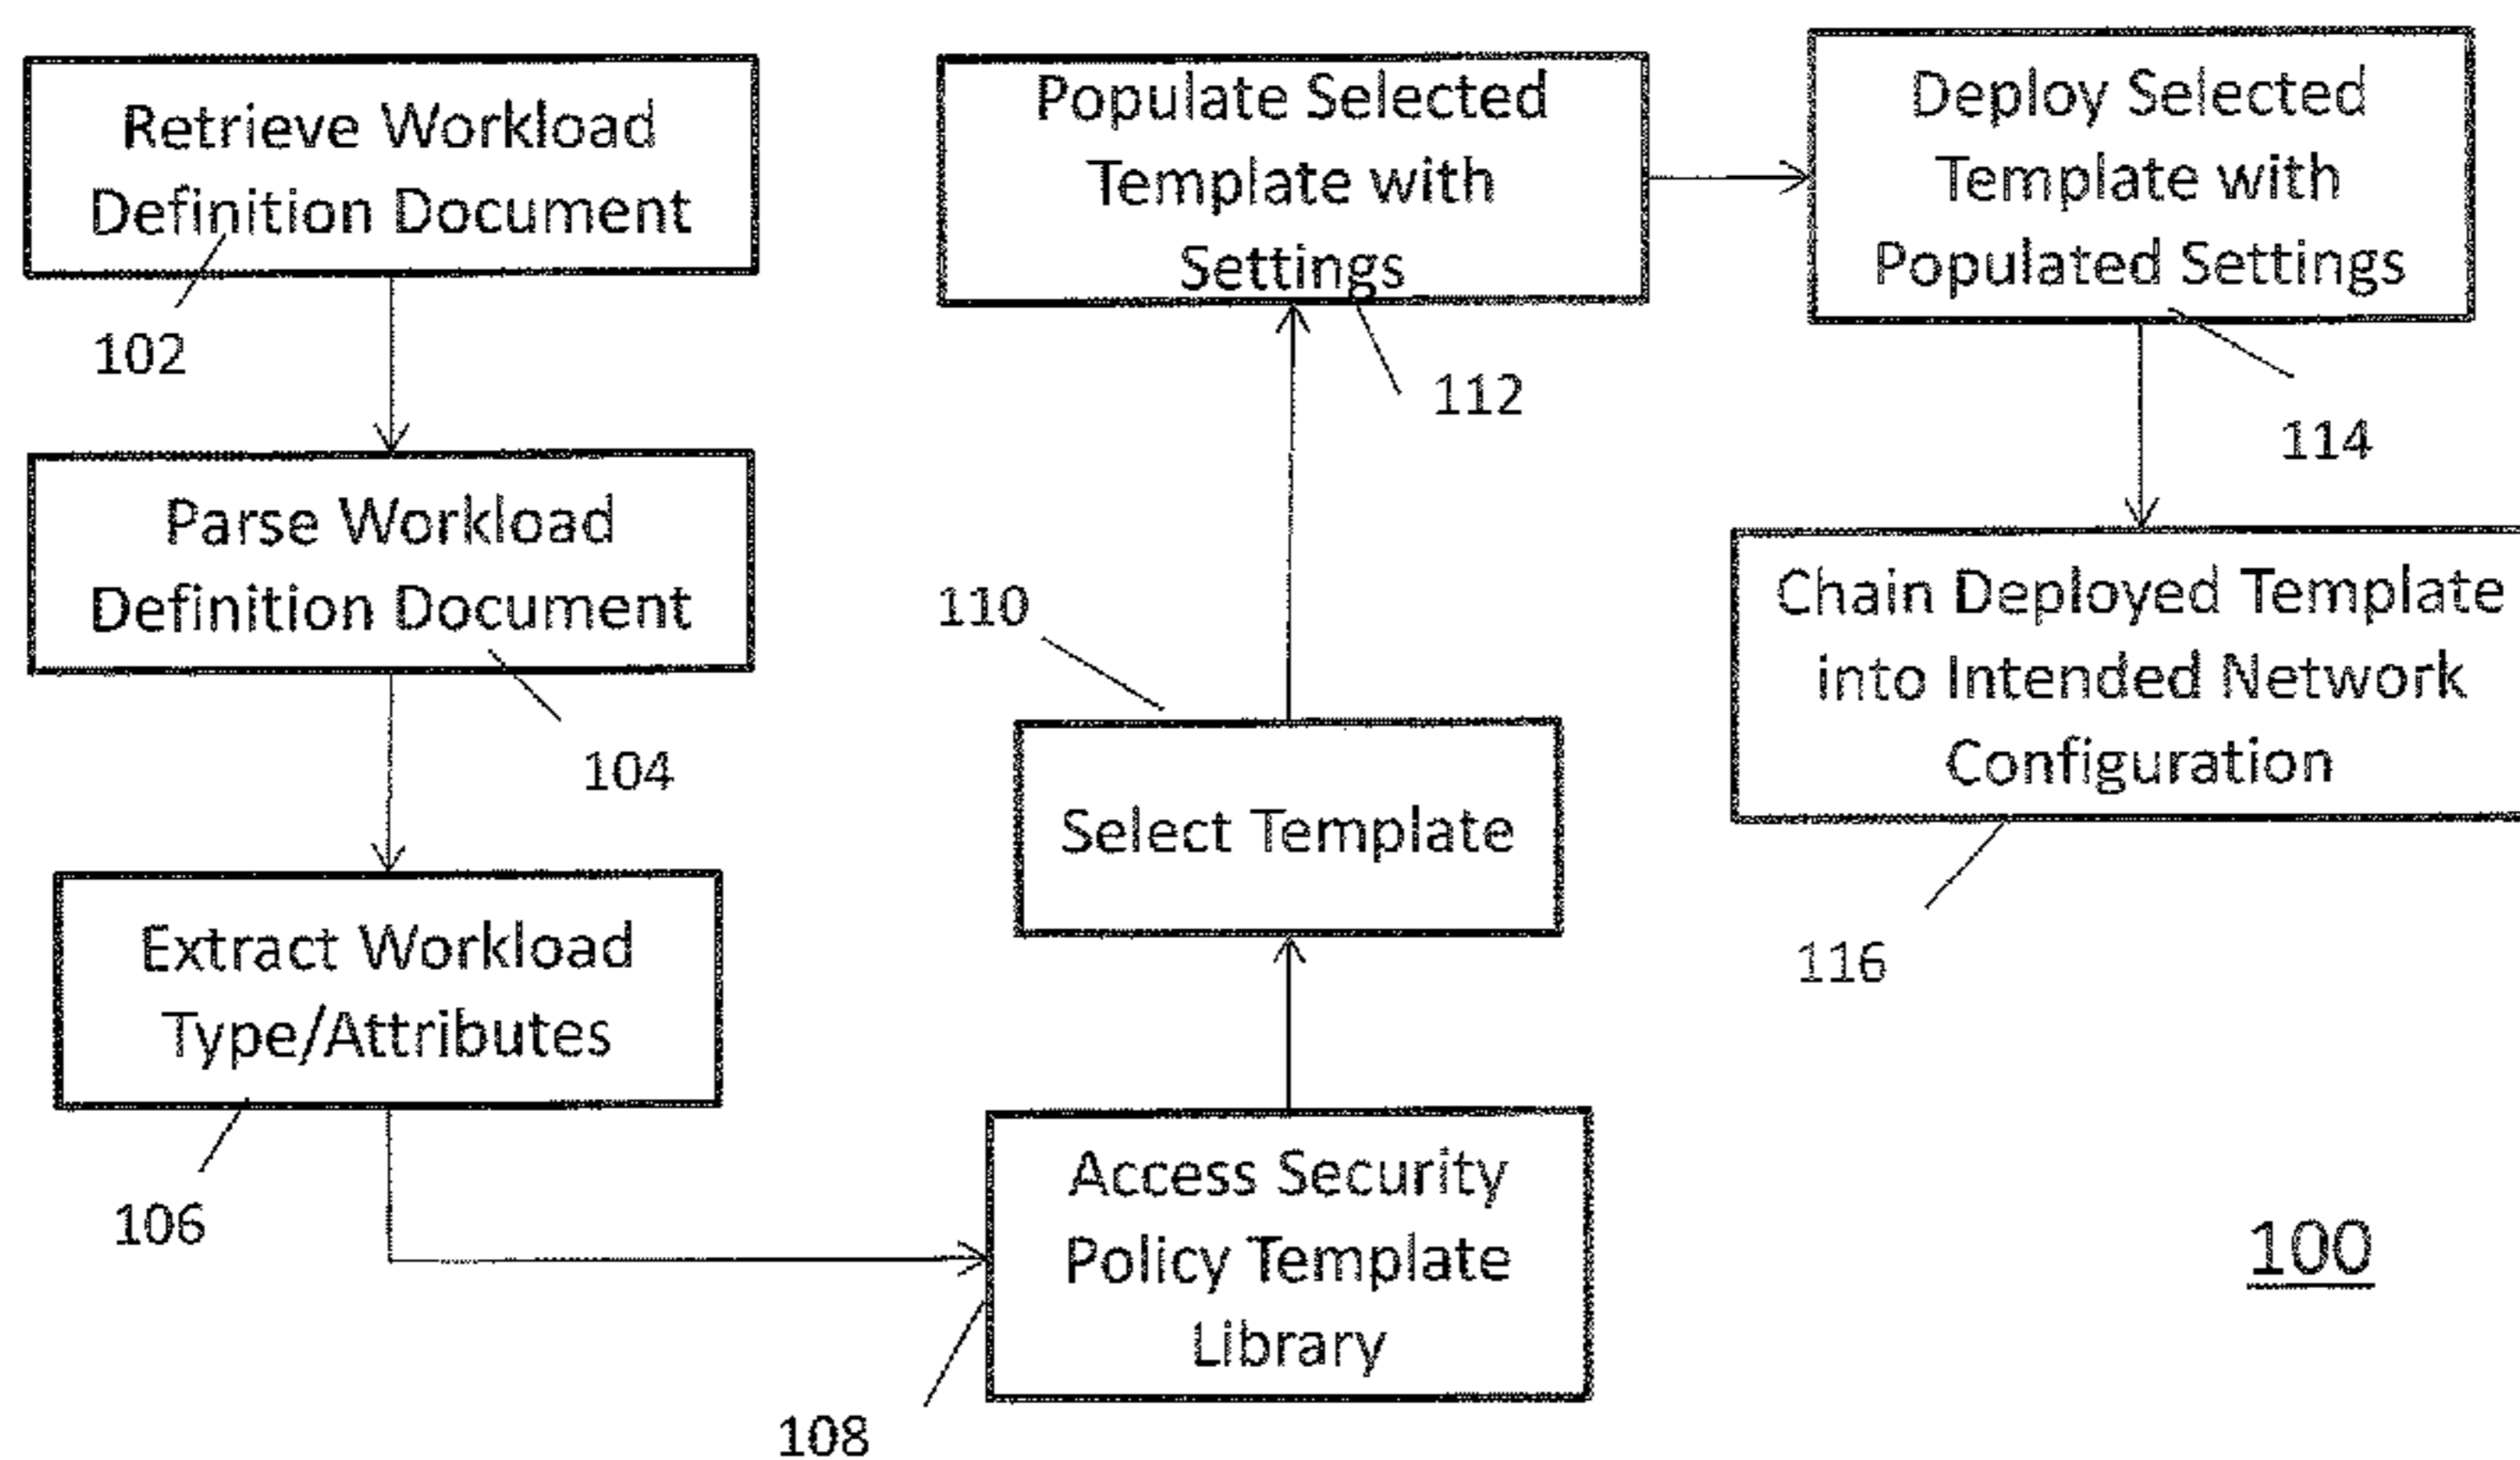 Retrieve Workload
Definition Document
102
Parse Workload
Definition Document
104
Extract Workload
Type/Attributes
106
Access Security
Policy Template
Library
108
Select Template
110
Populate Selected
Template with
Settings
112
Deploy Selected
Template with
Populated Settings
114
Chain Deployed Template
into Intended Network
Configuration
116
100